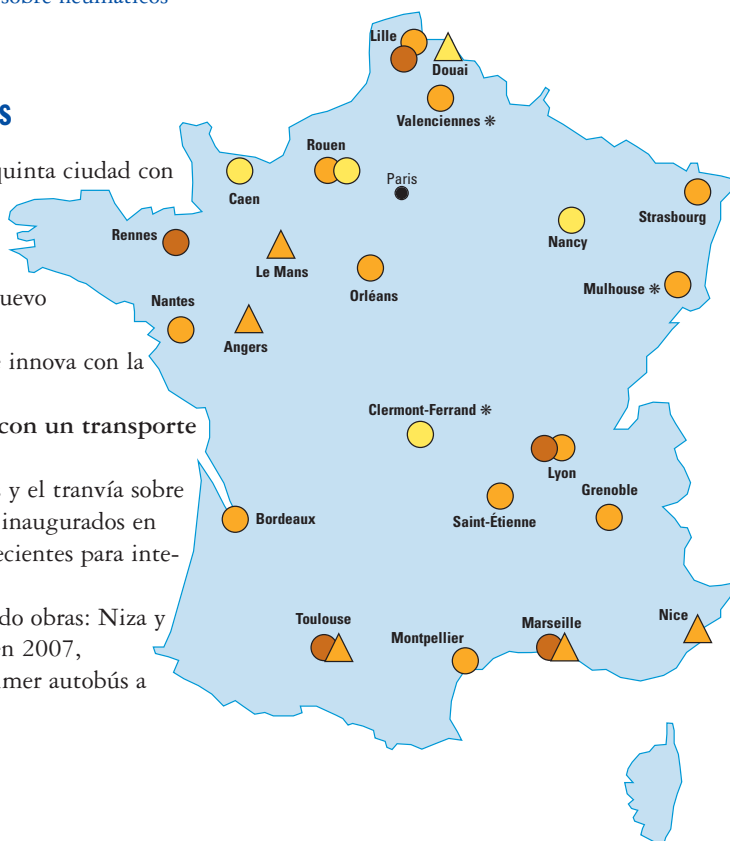 sobre neumáticos
s
quinta ciudad con
uevo
innova con la
con un transporte
s y el tranvía sobre
inaugurados en
ecientes para inte-
do obras: Niza y
en 2007,
imer autobús a
Lille
Douai
Valenciennes ❋
Rouen
Paris
Caen
Strasbourg
Nancy
Rennes
Le Mans
Orléans
Mulhouse ❋
Nantes
Angers
Clermont-Ferrand ❋
Lyon
Grenoble
Saint-Étienne
Bordeaux
Toulouse
Montpellier
Marseille
Nice